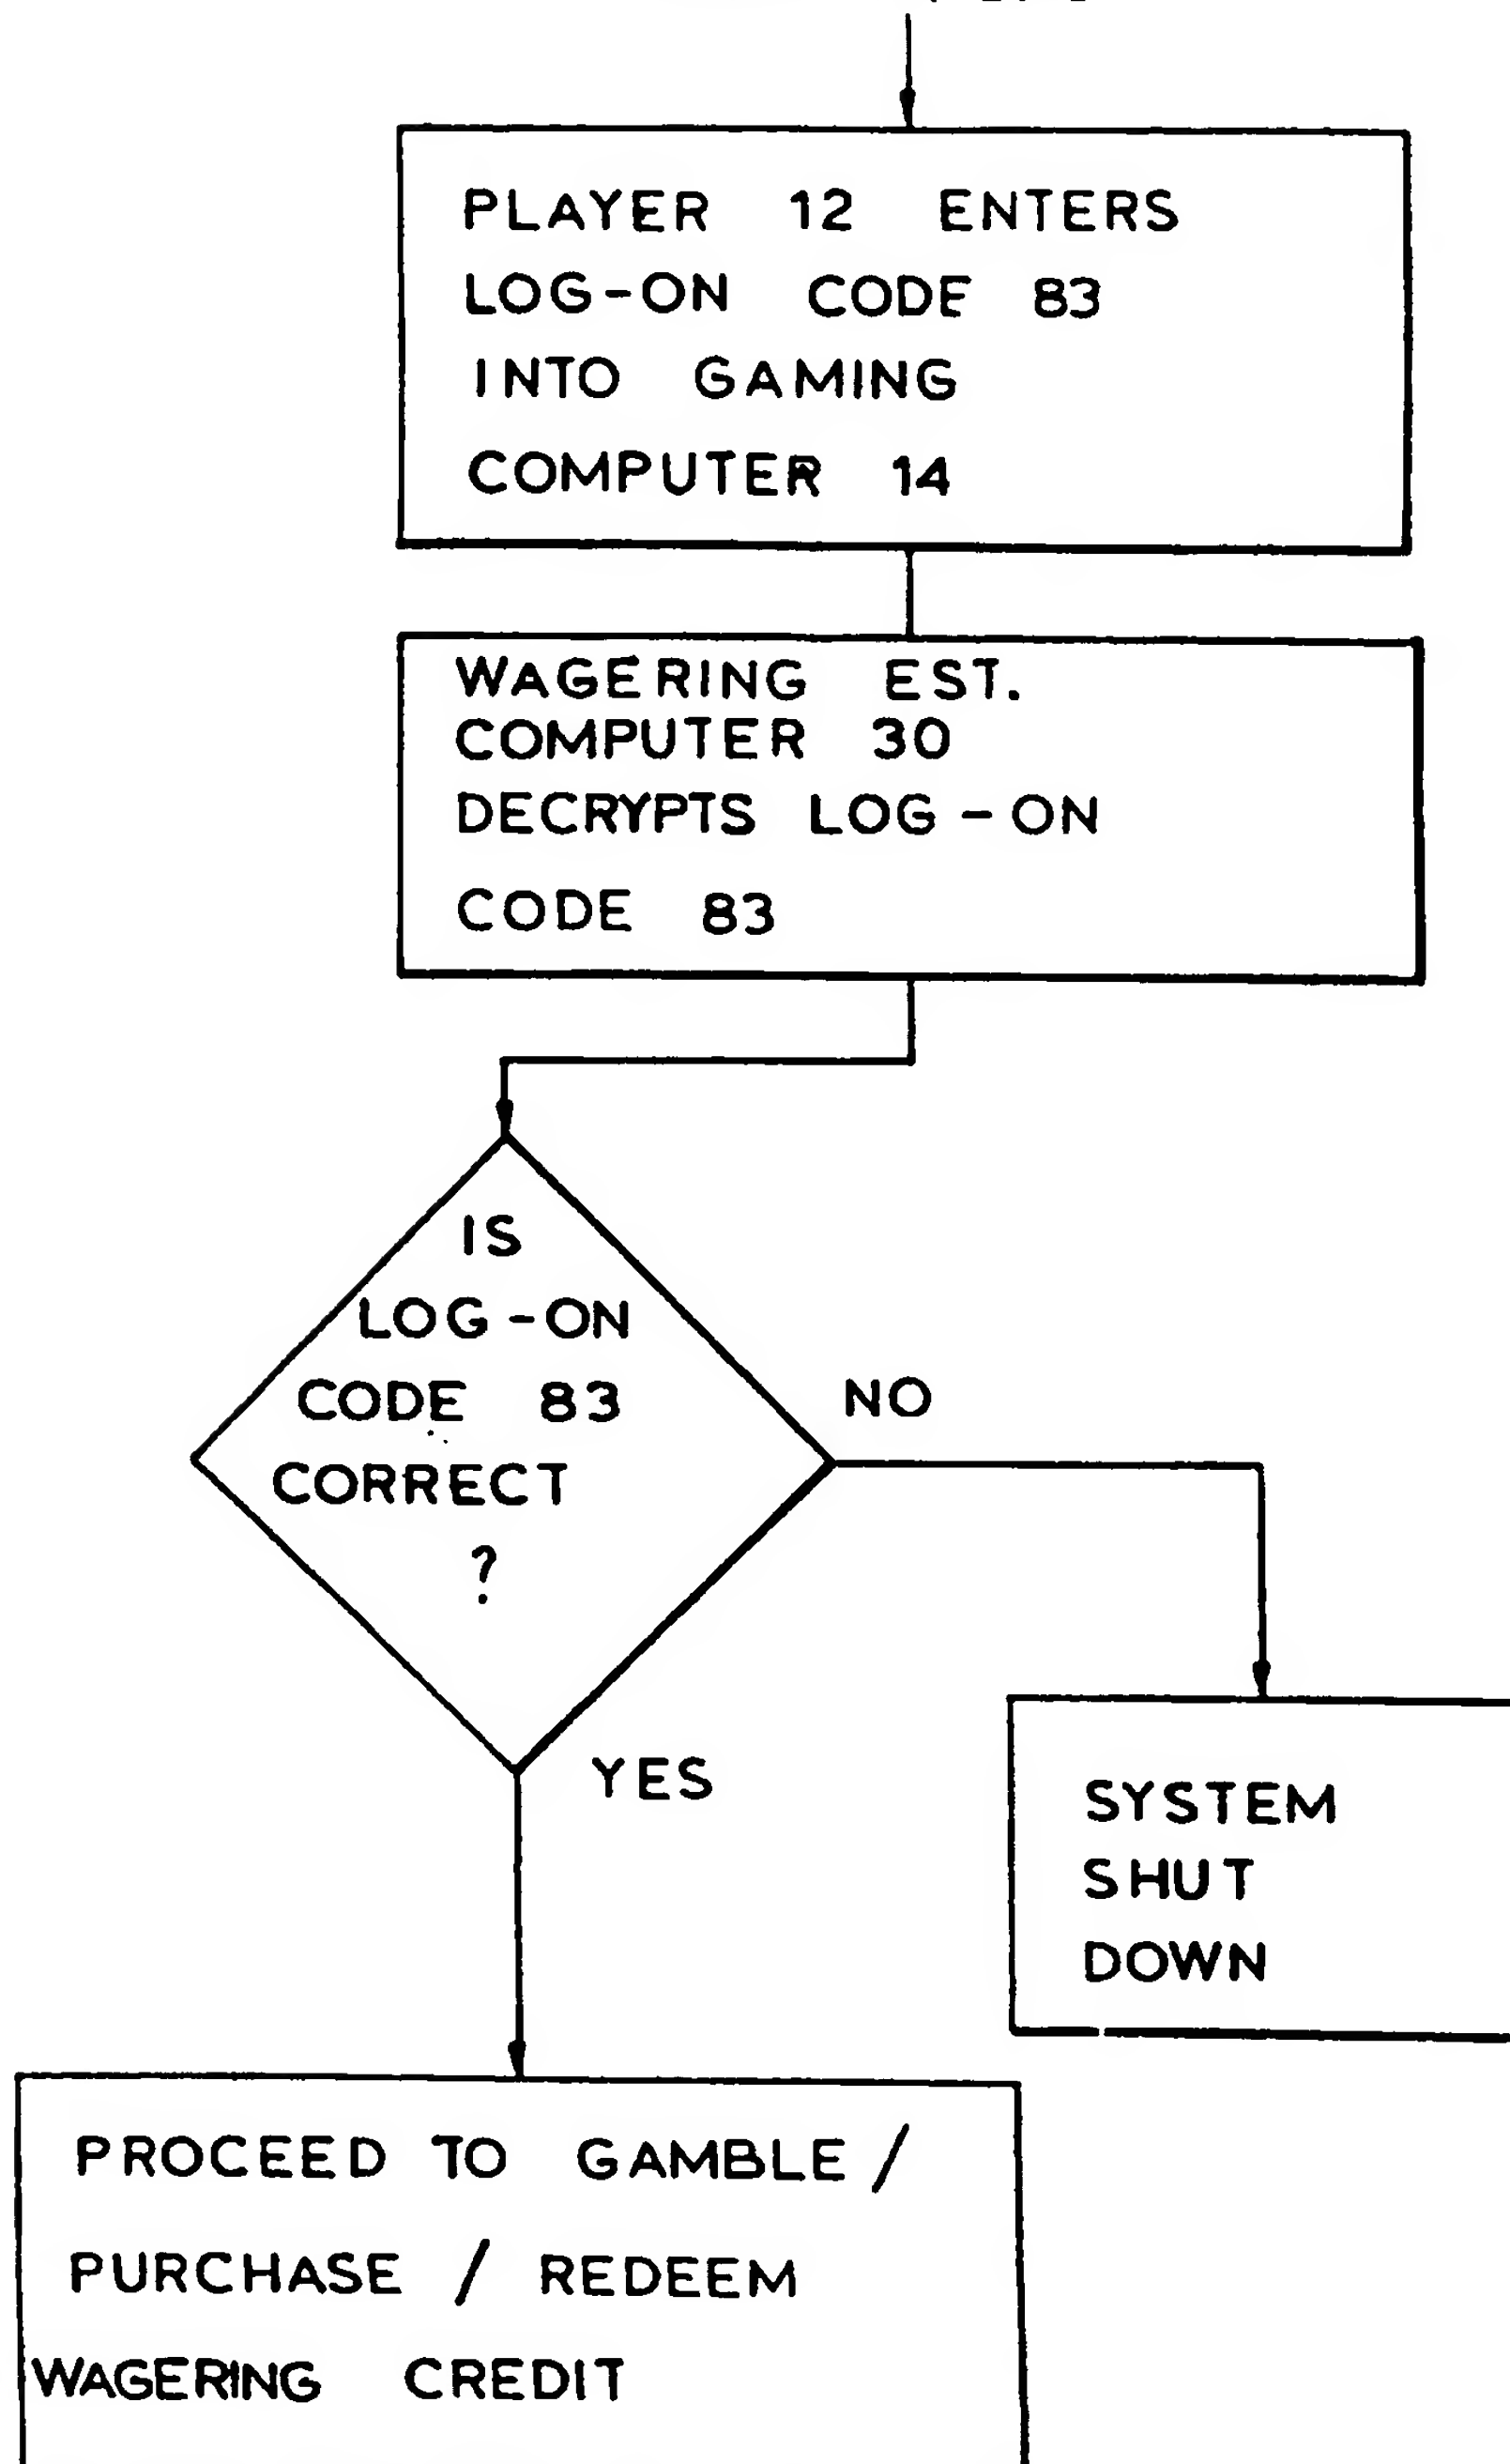 PLAYER 12 ENTERS
LOG-ON CODE 83
INTO GAMING
COMPUTER 14
WAGERING EST.
COMPUTER 30
DECRYPTS LOG-ON
CODE 83
IS
LOG-ON
CODE 83
CORRECT
?
NO
YES
SYSTEM
SHUT
DOWN
PROCEED TO GAMBLE /
PURCHASE / REDEEM
WAGERING CREDIT